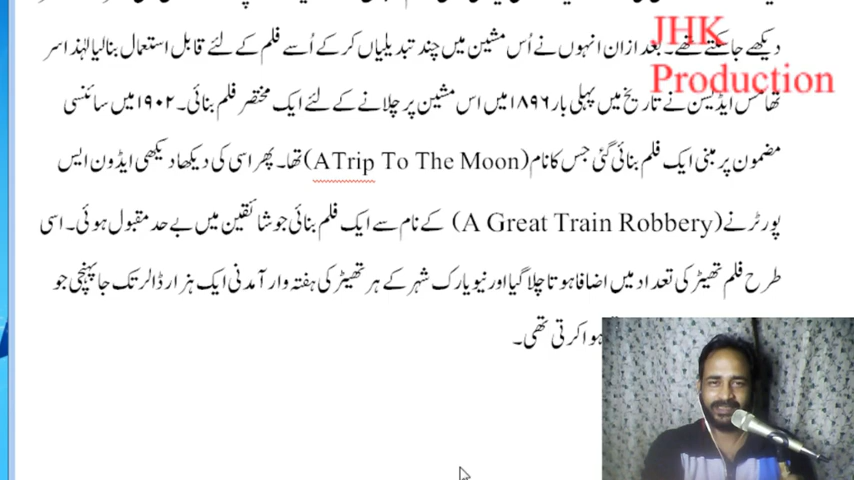 دیکھے جاسکتے تھے۔ بعد ازان انہوں نے اُس مشین میں چند تبدیلیاں کرکے اُسے فلم کے لئے قابل استعمال بنالیا لہٰذا اسر
JHK
Production
تھامس ایڈیسن نے تاریخ میں پہلی بار ۱۸۹۶ میں اس مشین پر چلانے کے لئے ایک مختصر فلم بنائی۔ ۱۹۰۲ میں سائنسی
مضمون پر مبنی ایک فلم بنائی گئی جس کا نام (ATrip To The Moon) تھا۔ پھر اسی کی دیکھا دیکھی ایڈون ایس
پورٹر نے (A Great Train Robbery) کے نام سے ایک فلم بنائی جو شائقین میں بے حد مقبول ہوئی۔ اسی
طرح فلم تھیٹر کی تعداد میں اضافا ہوتا چلا گیا اور نیویارک شہر کے ہر تھیٹر کی ہفتہ وار آمدنی ایک ہزار ڈالر تک جا پہنچی جو
ہوا کرتی تھی۔